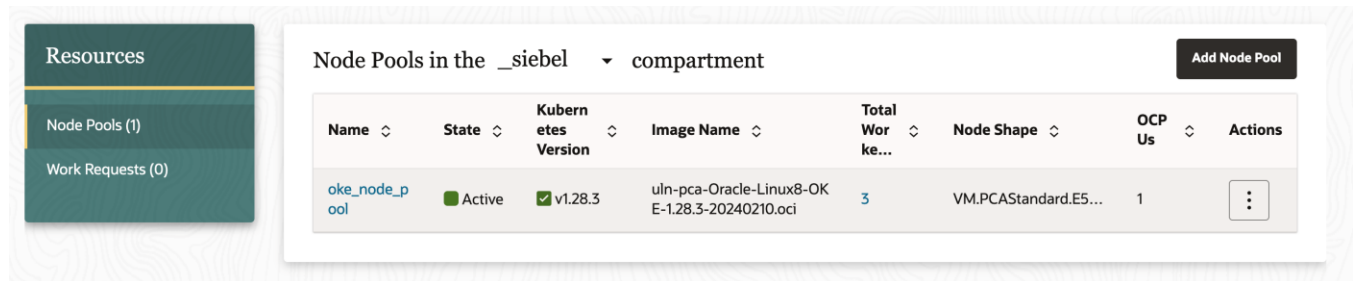 Resources
Node Pools (1)
Work Requests (0)
Node Pools in the _siebel compartment
Add Node Pool
Name
State
Kubern
etes
Version
Image Name
Total
Wor
ke...
Node Shape
OCP
Us
Actions
oke_node_p
ool
Active
v1.28.3
uln-pca-Oracle-Linux8-OK
E-1.28.3-20240210.oci
3
VM.PCAStandard.E5...
1